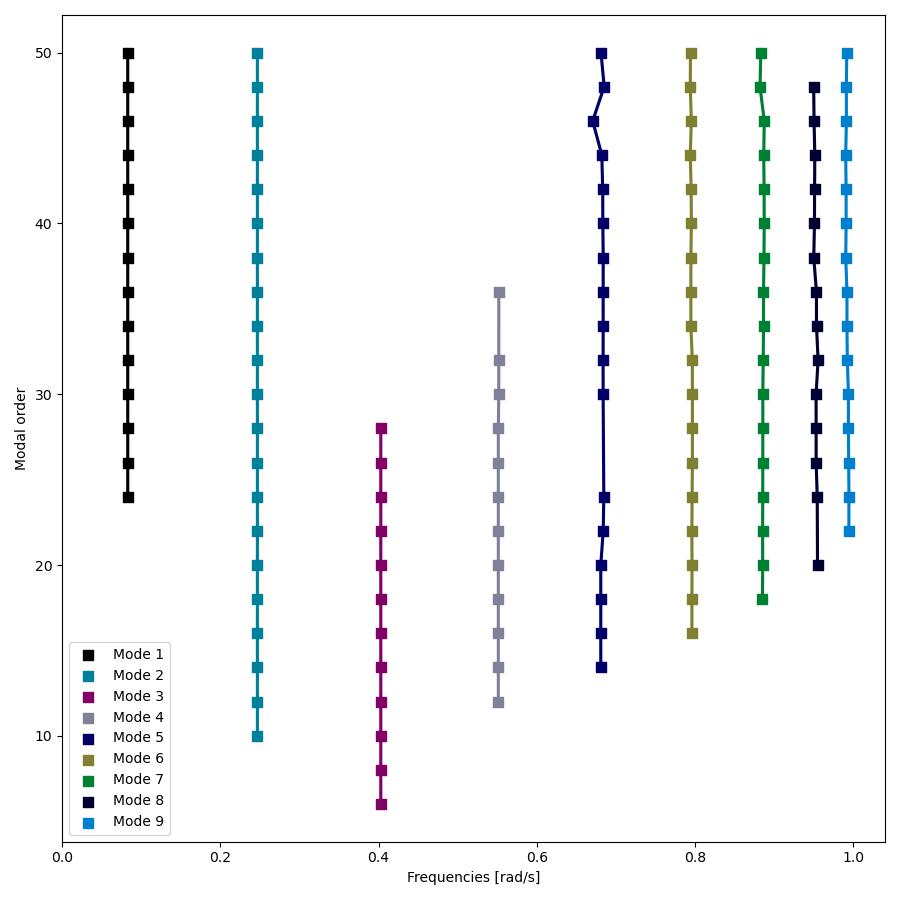 50
40
30
20
10
Modal order
Mode 1
Mode 2
Mode 3
Mode 4
Mode 5
Mode 6
Mode 7
Mode 8
Mode 9
0.0 0.2 0.4 0.6 0.8 1.0
Frequencies [rad/s]